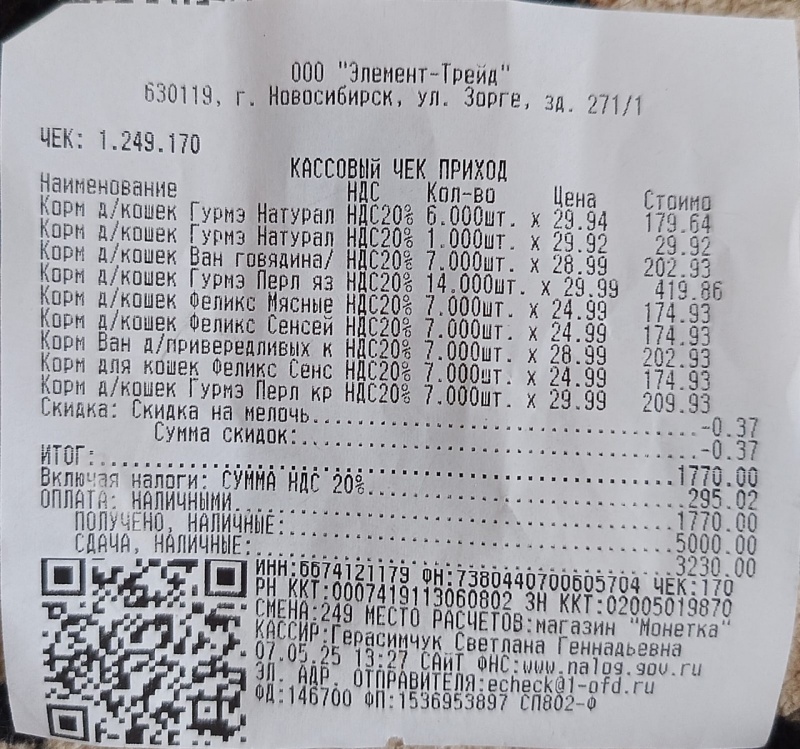 ООО "Элемент-Трейд"
630119, г. Новосибирск, ул. Зорге, зд. 271/1
ЧЕК: 1.249.170
КАССОВЫЙ ЧЕК ПРИХОД
Наименование НДС Кол-во Цена Стоимо
Корм д/кошек Гурмэ Натурал НДС20% 6.000шт. x 29.94 179.64
Корм д/кошек Гурмэ Натурал НДС20% 1.000шт. x 29.92 29.92
Корм д/кошек Ван говядина/ НДС20% 7.000шт. x 28.99 202.93
Корм д/кошек Гурмэ Перл яз НДС20% 14.000шт. x 29.99 419.86
Корм д/кошек Феликс Мясные НДС20% 7.000шт. x 24.99 174.93
Корм д/кошек Феликс Сенсей НДС20% 7.000шт. x 24.99 174.93
Корм Ван д/привередливых к НДС20% 7.000шт. x 28.99 202.93
Корм для кошек Феликс Сенс НДС20% 7.000шт. x 24.99 174.93
Корм д/кошек Гурмэ Перл кр НДС20% 7.000шт. x 29.99 209.93
Скидка: Скидка на мелочь -0.37
Сумма скидок: -0.37
ИТОГ: 1770.00
Включая налоги: СУММА НДС 20% 295.02
ОПЛАТА: НАЛИЧНЫМИ 1770.00
ПОЛУЧЕНО, НАЛИЧНЫЕ: 5000.00
СДАЧА, НАЛИЧНЫЕ: 3230.00
ИНН:6674121179 ФН:7380440700605704 ЧЕК:170
РН ККТ:0007419113060802 ЗН ККТ:02005019870
СМЕНА:249 МЕСТО РАСЧЕТОВ:магазин "Монетка"
КАССИР:Герасимчук Светлана Геннадьевна
07.05.25 13:27 САЙТ ФНС:www.nalog.gov.ru
ЭЛ. АДР. ОТПРАВИТЕЛЯ:echeck@1-ofd.ru
ФД:146700 ФП:1536953897 СП802-Ф